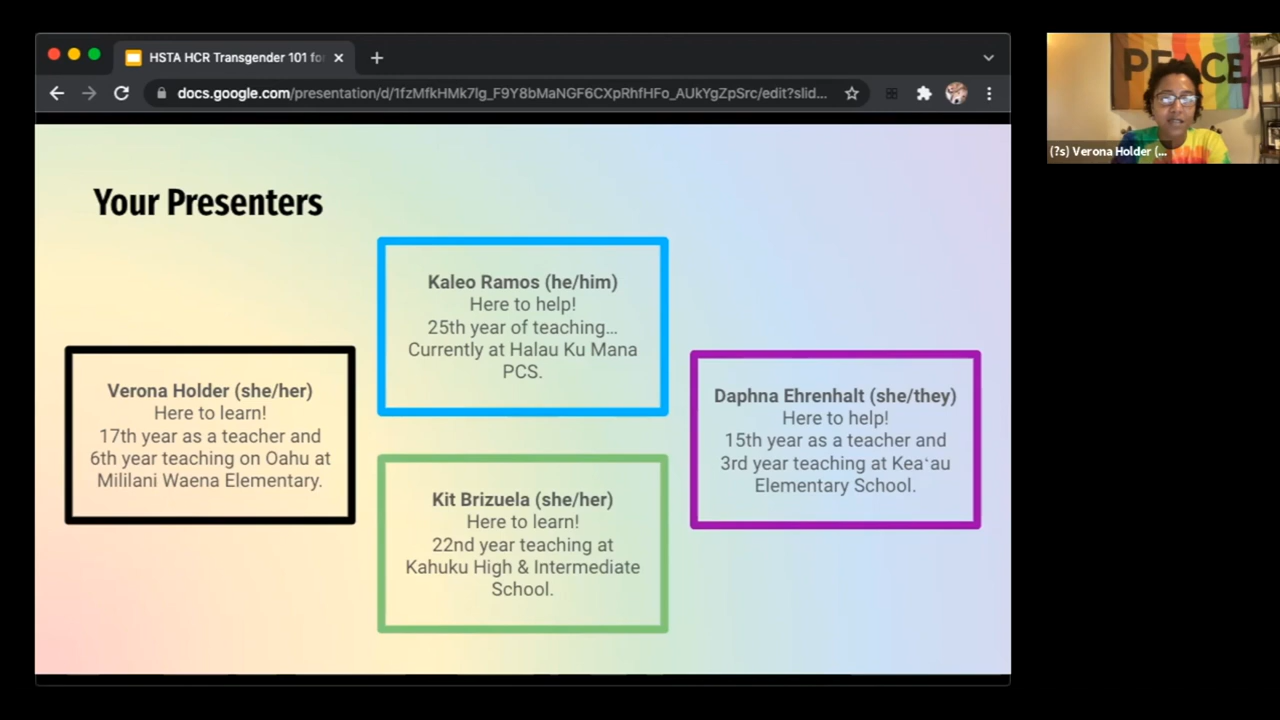 HSTA HCR Transgender 101 fo
docs.google.com/presentation/d/1fzMfkHMk7lg_F9Y8bMaNGF6CXpRhfHFo_AUkYgZpSrc/edit?slid...
PEACE
(?s) Verona Holder (...
Your Presenters
Kaleo Ramos (he/him)
Here to help!
25th year of teaching...
Currently at Halau Ku Mana
PCS.
Verona Holder (she/her)
Here to learn!
17th year as a teacher and
6th year teaching on Oahu at
Mililani Waena Elementary.
Daphna Ehrenhalt (she/they)
Here to help!
15th year as a teacher and
3rd year teaching at Keaʻau
Elementary School.
Kit Brizuela (she/her)
Here to learn!
22nd year teaching at
Kahuku High & Intermediate
School.